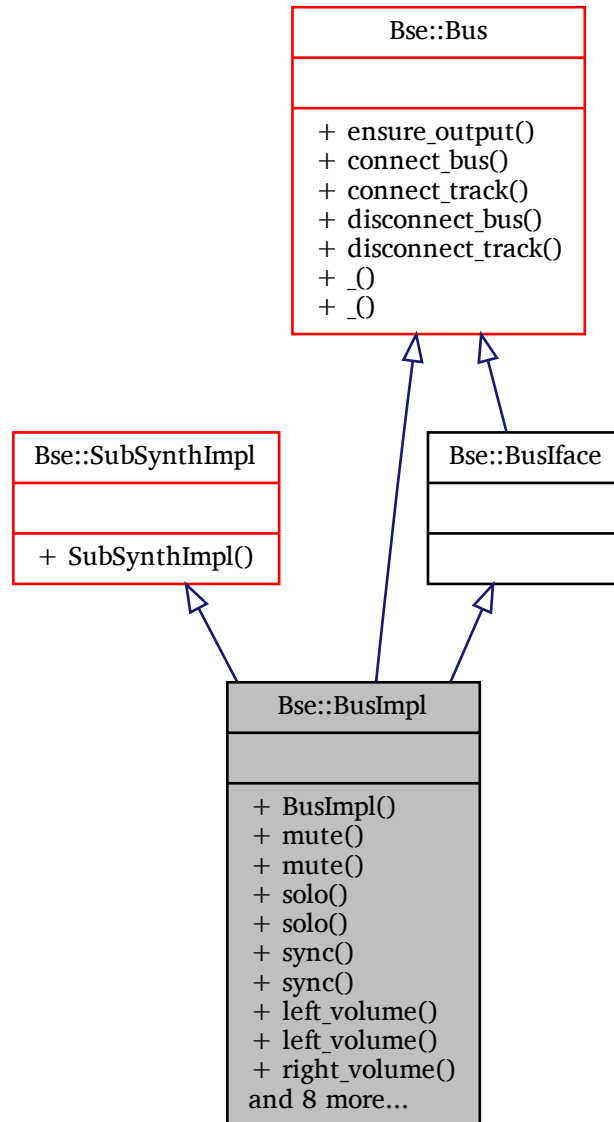 Bse::Bus
+ ensure_output()
+ connect_bus()
+ connect_track()
+ disconnect_bus()
+ disconnect_track()
+ _()
+ _()
Bse::SubSynthImpl
+ SubSynthImpl()
Bse::BusIface
Bse::BusImpl
+ BusImpl()
+ mute()
+ mute()
+ solo()
+ solo()
+ sync()
+ sync()
+ left_volume()
+ left_volume()
+ right_volume()
and 8 more...